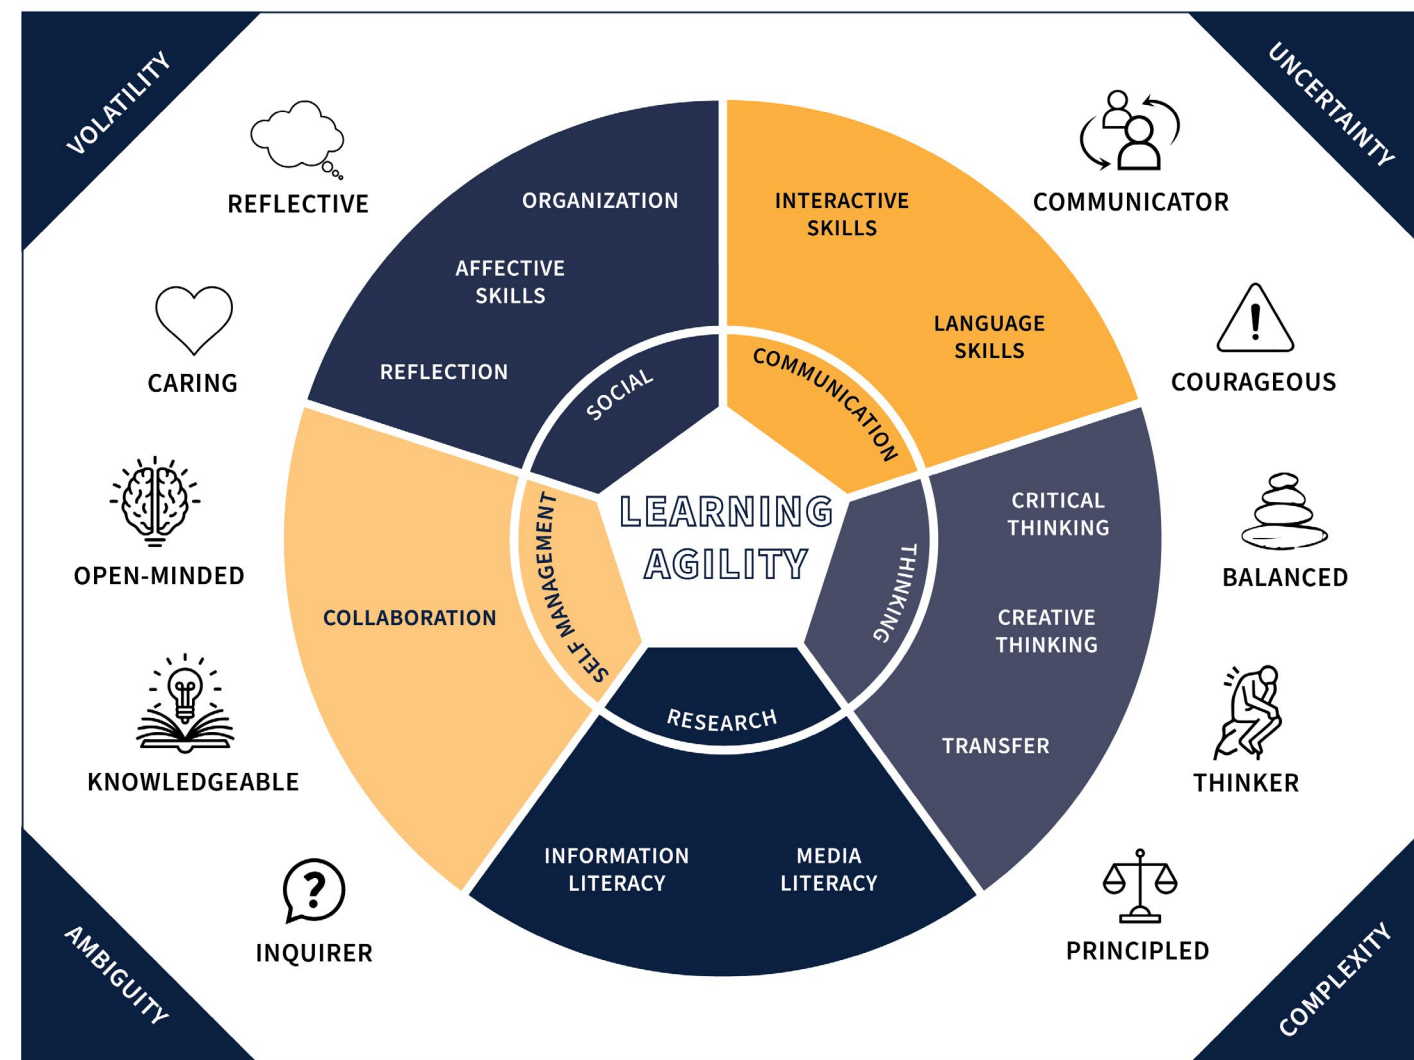 VOLATILITY
UNCERTAINTY
REFLECTIVE
COMMUNICATOR
ORGANIZATION
AFFECTIVE
SKILLS
REFLECTION
SOCIAL
INTERACTIVE
SKILLS
LANGUAGE
SKILLS
COMMUNICATION
CARING
COURAGEOUS
OPEN-MINDED
BALANCED
COLLABORATION
SELF MANAGEMENT
LEARNING
AGILITY
THINKING
CRITICAL
THINKING
CREATIVE
THINKING
TRANSFER
RESEARCH
INFORMATION
LITERACY
MEDIA
LITERACY
KNOWLEDGEABLE
THINKER
?
INQUIRER
PRINCIPLED
AMBIGUITY
COMPLEXITY